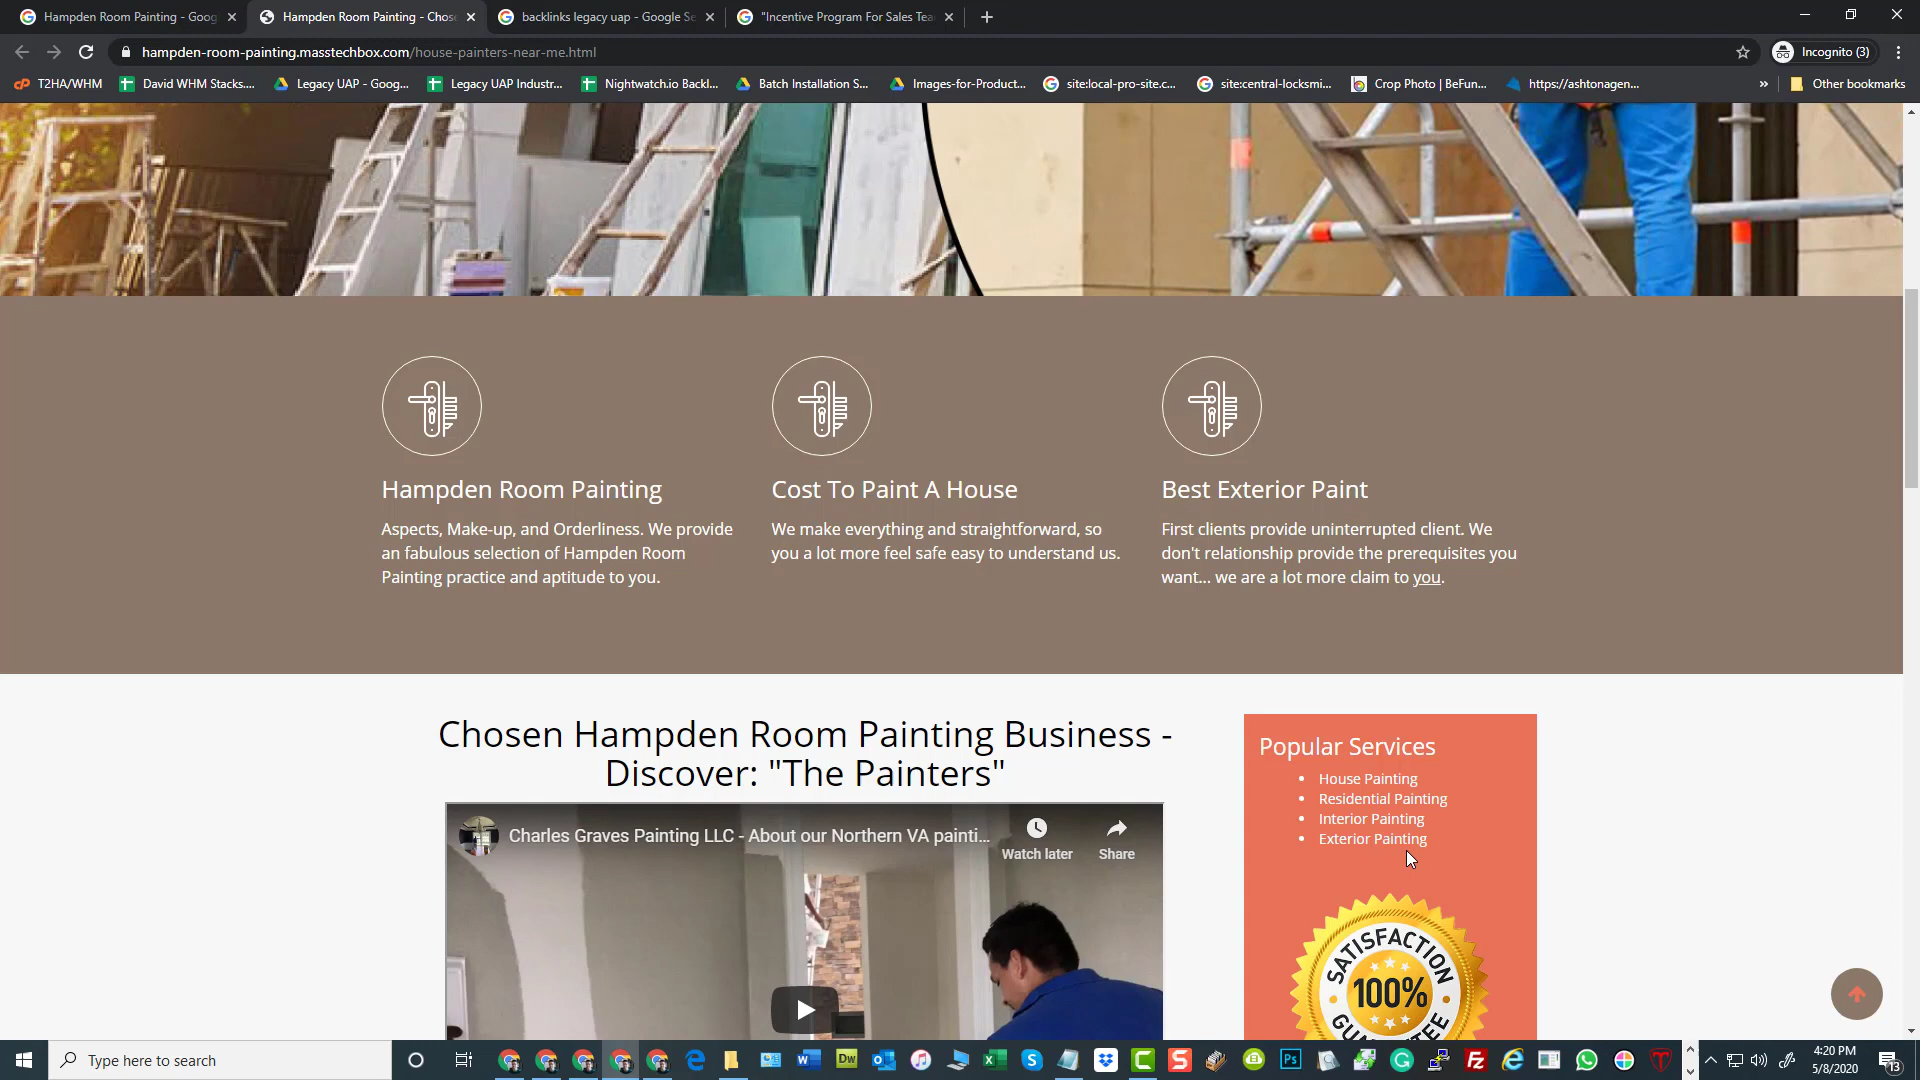 Hampden Room Painting - Goog
Hampden Room Painting - Chose
backlinks legacy uap - Google Se
"Incentive Program For Sales Tea
hampden-room-painting.masstechbox.com/house-painters-near-me.html
Incognito (3)
T2HA/WHM
David WHM Stacks....
Legacy UAP - Goog...
Legacy UAP Industr...
Nightwatch.io Backl...
Batch Installation S...
Images-for-Product...
site:local-pro-site.c...
site:central-locksmi...
Crop Photo | BeFun...
https://ashtonagen...
»
Other bookmarks
Hampden Room Painting
Aspects, Make-up, and Orderliness. We provide
an fabulous selection of Hampden Room
Painting practice and aptitude to you.
Cost To Paint A House
We make everything and straightforward, so
you a lot more feel safe easy to understand us.
Best Exterior Paint
First clients provide uninterrupted client. We
don't relationship provide the prerequisites you
want... we are a lot more claim to you.
Chosen Hampden Room Painting Business -
Discover: "The Painters"
Charles Graves Painting LLC - About our Northern VA painti...
Watch later
Share
Popular Services
House Painting
Residential Painting
Interior Painting
Exterior Painting
SATISFACTION
100%
Type here to search
4:20 PM
5/8/2020
13